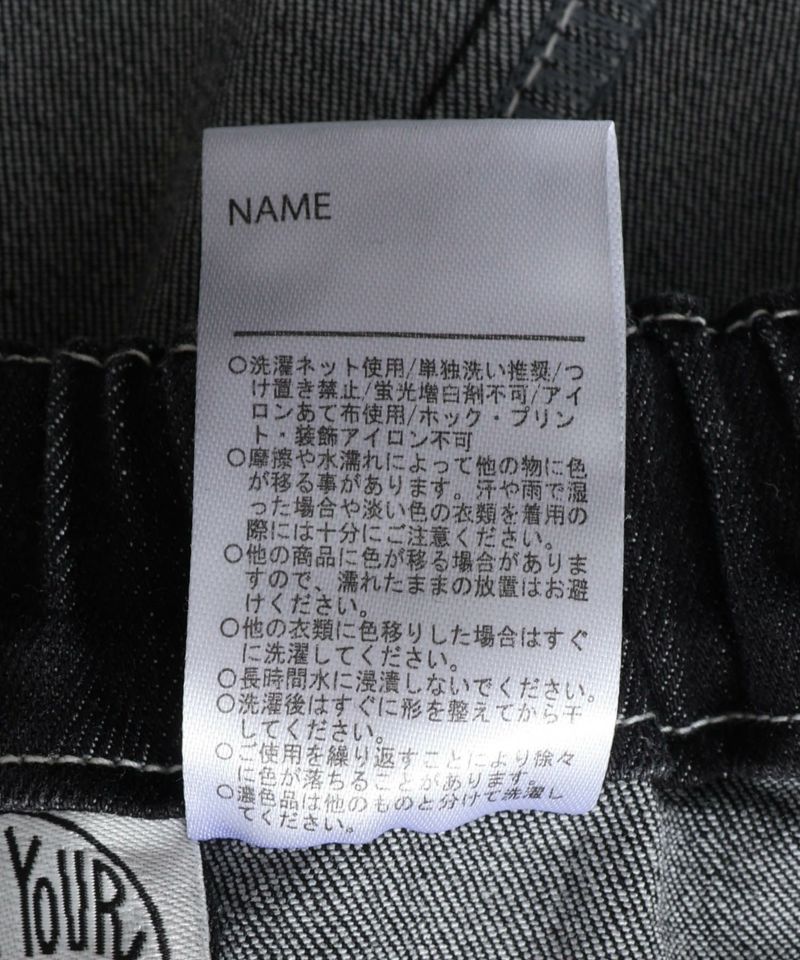 NAME
○洗濯ネット使用/単独洗い推奨/つ
け置き禁止/蛍光増白剤不可/アイ
ロンあて布使用/ホック・プリン
ト・装飾アイロン不可
○摩擦や水濡れによって他の物に色
が移る事があります。汗や雨で湿
った場合や淡い色の衣類を着用の
際には十分にご注意ください。
○他の商品に色が移る場合がありま
すので、濡れたままの放置はお避
けください。
○他の衣類に色移りした場合はすぐ
に洗濯してください。
○長時間水に浸漬しないでください。
○洗濯後はすぐに形を整えてから干
してください。
○ご使用を繰り返すことにより徐々
に色が落ちることがあります。
○濃色品は他のものと分けて洗濯し
てください。
YOUR